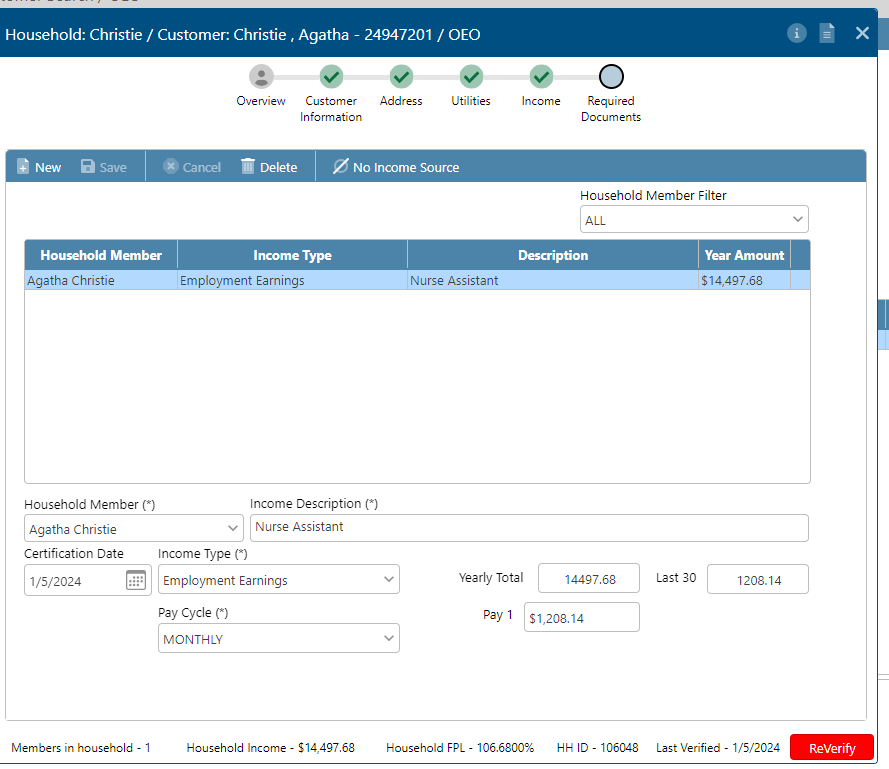 Household: Christie / Customer: Christie , Agatha - 24947201 / OEO
Overview
Customer Information
Address
Utilities
Income
Required Documents
New Save Cancel Delete No Income Source
Household Member Filter
ALL
Household Member Income Type Description Year Amount
Agatha Christie Employment Earnings Nurse Assistant $14,497.68
Household Member (*) Income Description (*)
Agatha Christie Nurse Assistant
Certification Date Income Type (*)
1/5/2024 Employment Earnings Yearly Total 14497.68 Last 30 1208.14
Pay Cycle (*) Pay 1 $1,208.14
MONTHLY
Members in household - 1 Household Income - $14,497.68 Household FPL - 106.6800% HH ID - 106048 Last Verified - 1/5/2024 ReVerify